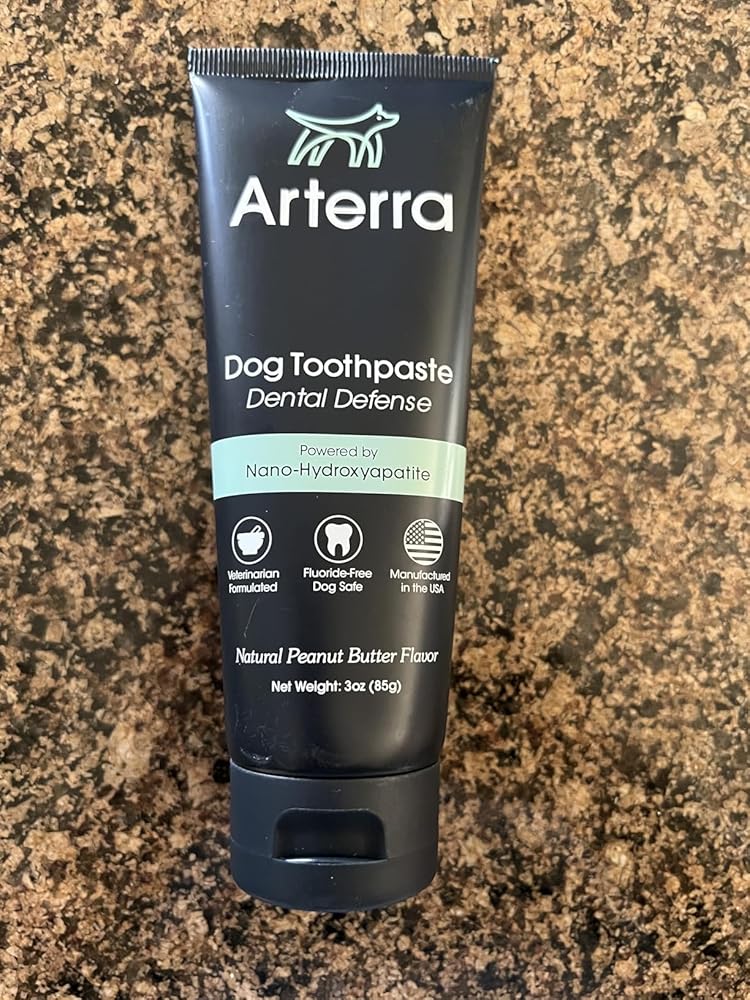 Arterra
Dog Toothpaste
Dental Defense
Powered by
Nano-Hydroxyapatite
Veterinarian Fluoride-Free Manufactured
Formulated Dog Safe in the USA
Natural Peanut Butter Flavor
Net Weight: 3oz (85g)